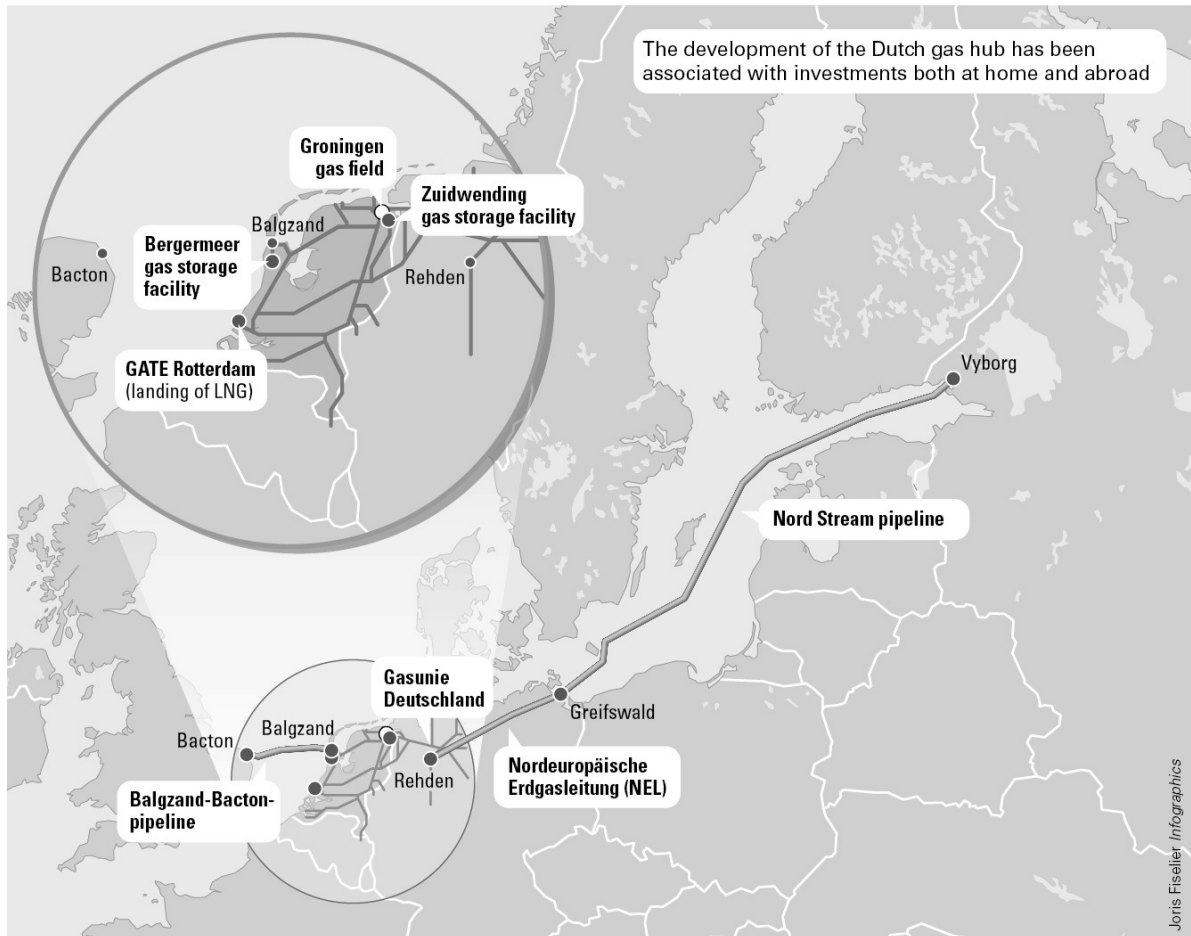 The development of the Dutch gas hub has been
associated with investments both at home and abroad
Groningen
gas field
Zuidwending
gas storage facility
Balgzand
Bergermeer
gas storage
facility
Bacton
Rehden
GATE Rotterdam
(landing of LNG)
Vyborg
Nord Stream pipeline
Gasunie
Deutschland
Greifswald
Balgzand
Bacton
Rehden
Nordeuropäische
Erdgasleitung (NEL)
Balgzand-Bacton-
pipeline
Joris Fiselier Infographics